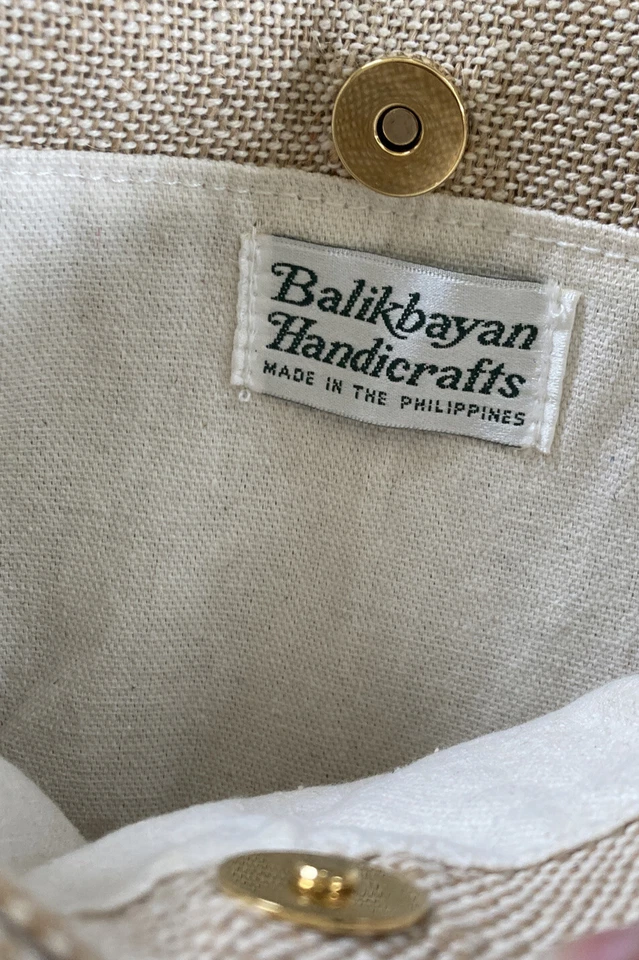 Balikbayan
Handicrafts
MADE IN THE PHILIPPINES